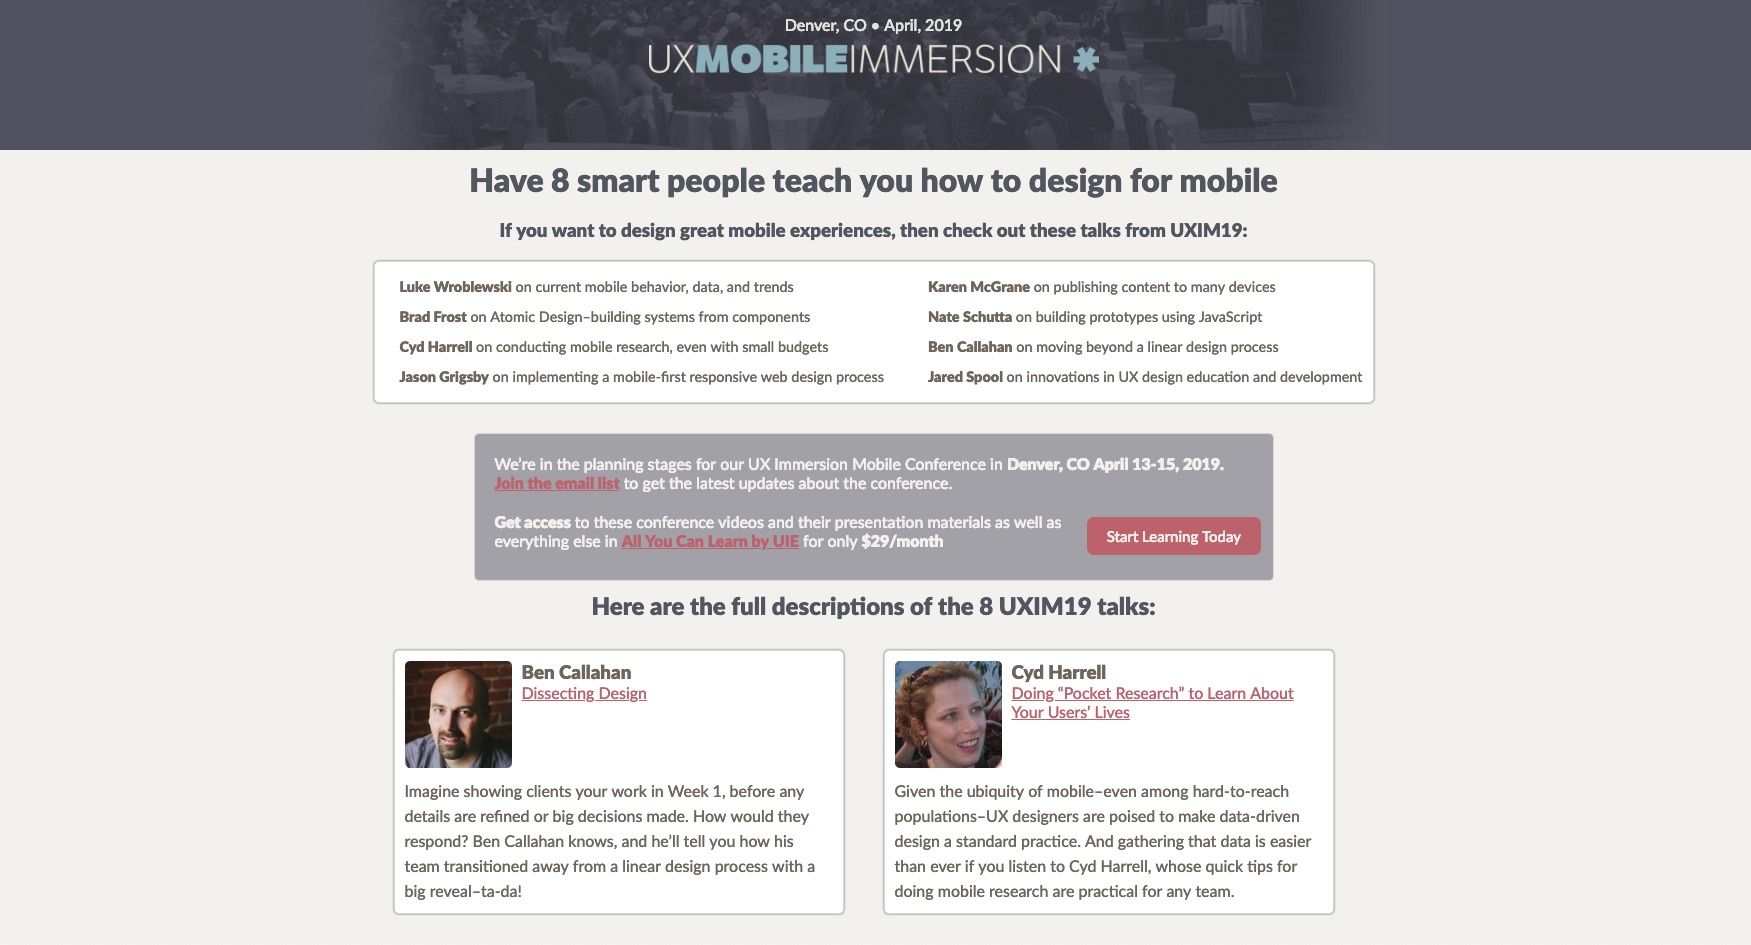 Denver, CO • April, 2019
UXMOBILEIMMERSION *
Have 8 smart people teach you how to design for mobile
If you want to design great mobile experiences, then check out these talks from UXIM19:
Luke Wroblewski on current mobile behavior, data, and trends
Brad Frost on Atomic Design–building systems from components
Cyd Harrell on conducting mobile research, even with small budgets
Jason Grigsby on implementing a mobile-first responsive web design process
Karen McGrane on publishing content to many devices
Nate Schutta on building prototypes using JavaScript
Ben Callahan on moving beyond a linear design process
Jared Spool on innovations in UX design education and development
We're in the planning stages for our UX Immersion Mobile Conference in Denver, CO April 13-15, 2019.
Join the email list to get the latest updates about the conference.
Get access to these conference videos and their presentation materials as well as
everything else in All You Can Learn by UIE for only $29/month
Start Learning Today
Here are the full descriptions of the 8 UXIM19 talks:
Ben Callahan
Dissecting Design
Imagine showing clients your work in Week 1, before any
details are refined or big decisions made. How would they
respond? Ben Callahan knows, and he'll tell you how his
team transitioned away from a linear design process with a
big reveal–ta-da!
Cyd Harrell
Doing “Pocket Research” to Learn About
Your Users’ Lives
Given the ubiquity of mobile–even among hard-to-reach
populations–UX designers are poised to make data-driven
design a standard practice. And gathering that data is easier
than ever if you listen to Cyd Harrell, whose quick tips for
doing mobile research are practical for any team.